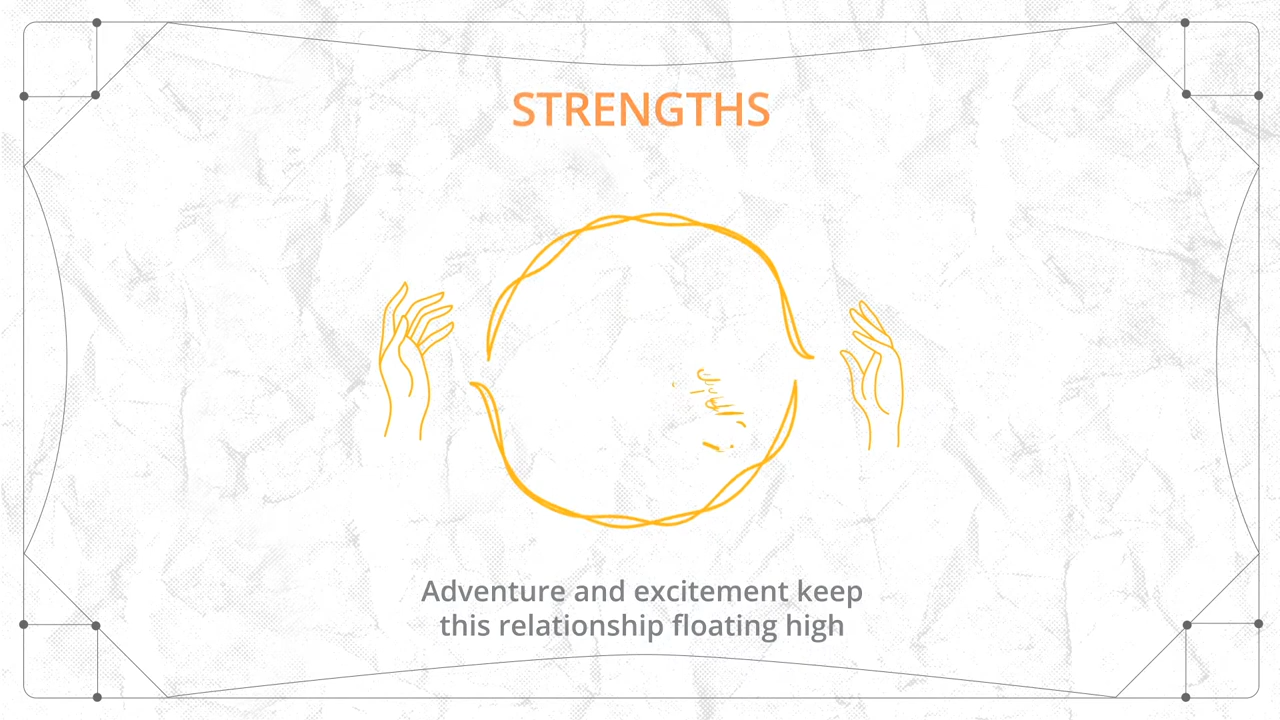 STRENGTHS
Adventure and excitement keep
this relationship floating high